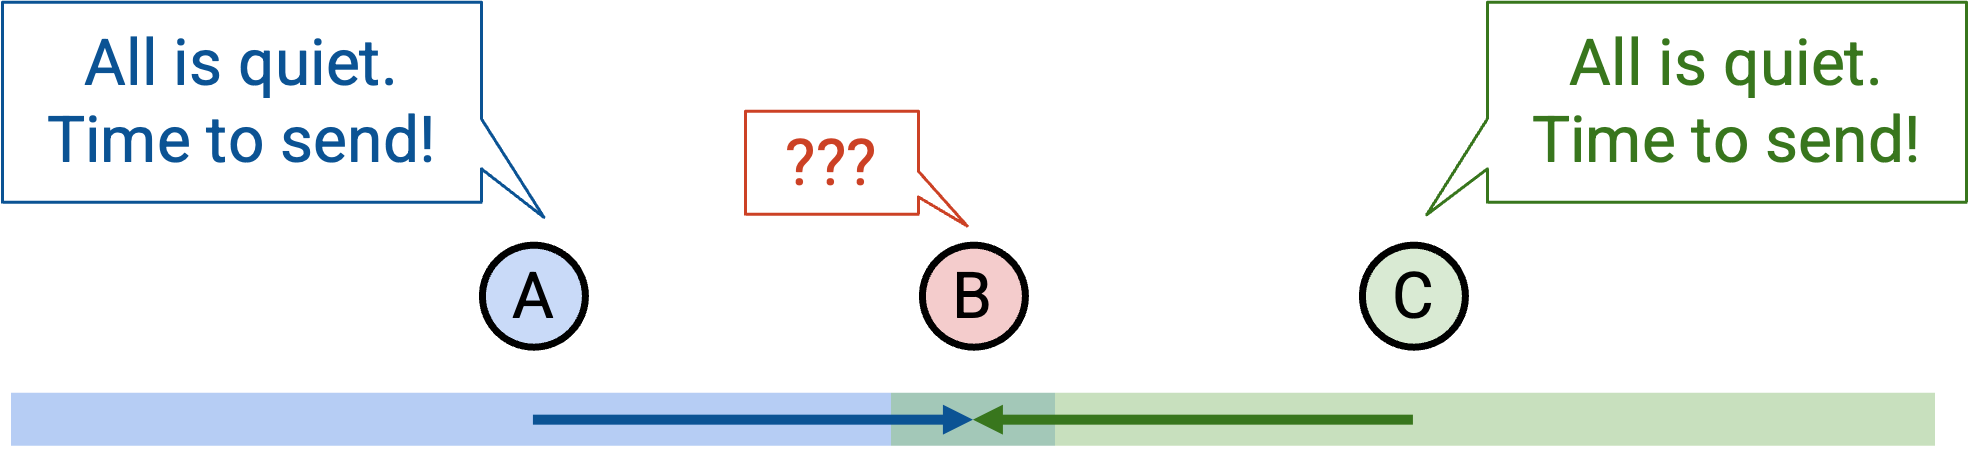 All is quiet.
Time to send!
???
All is quiet.
Time to send!
A
B
C